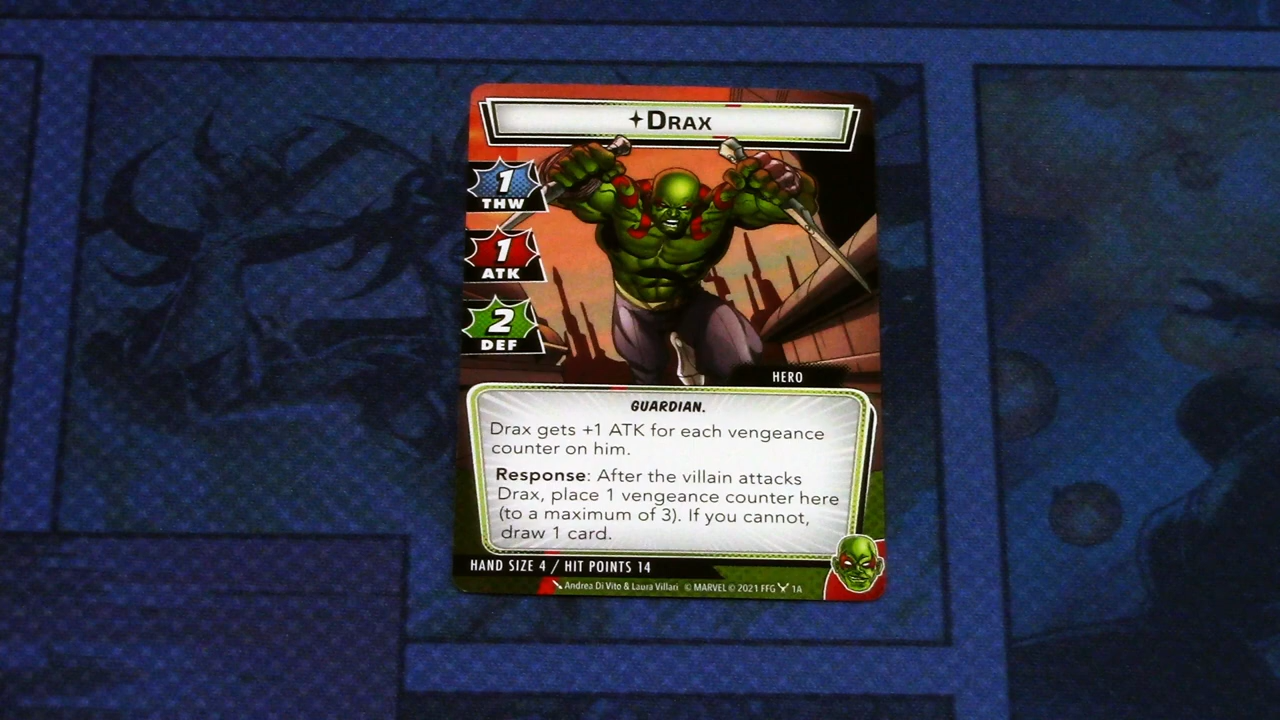 DRAX
1
THW
1
ATK
2
DEF
HERO
GUARDIAN.
Drax gets +1 ATK for each vengeance
counter on him.
Response: After the villain attacks
Drax, place 1 vengeance counter here
(to a maximum of 3). If you cannot,
draw 1 card.
HAND SIZE 4 / HIT POINTS 14
Andrea Di Vito & Laura Villari © MARVEL © 2021 FFG 1A